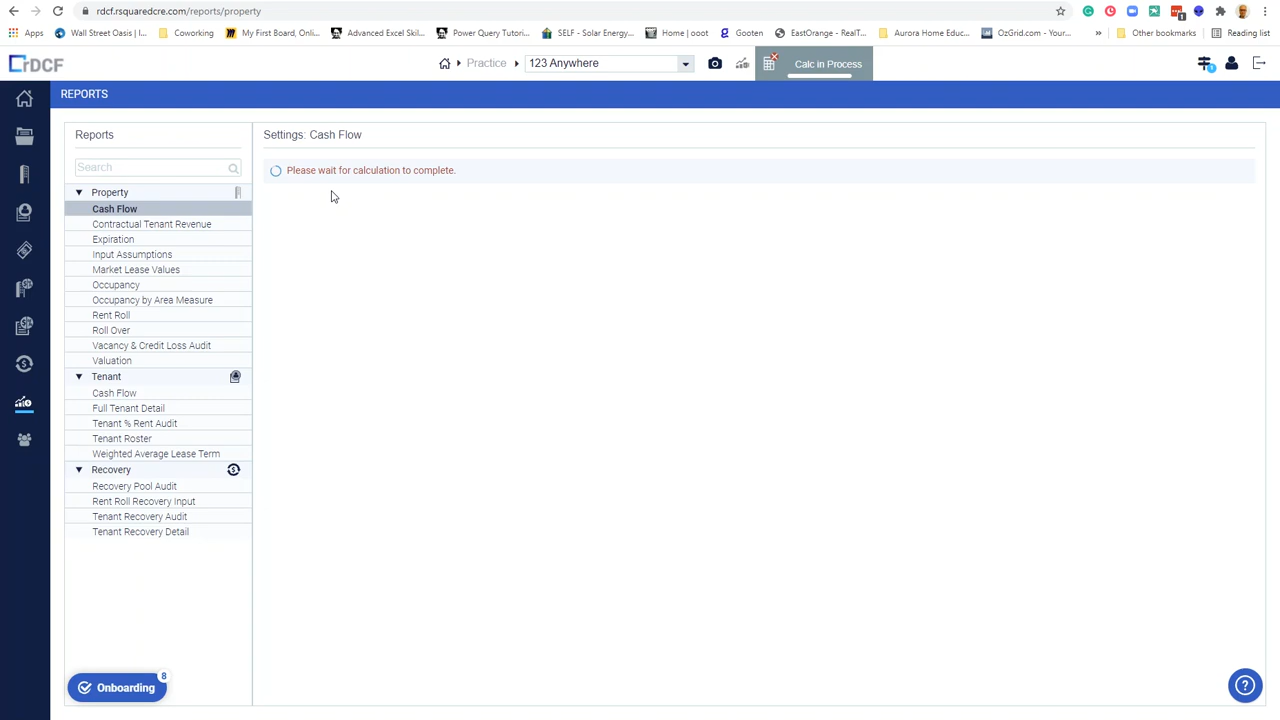 rdcf.rsquaredcre.com/reports/property
Apps
Wall Street Oasis | I...
Coworking
My First Board, Onli...
Advanced Excel Skil...
Power Query Tutori...
SELF - Solar Energy...
Home | ooot
Gooten
EastOrange - RealT...
Aurora Home Educ...
OzGrid.com - Your...
»
Other bookmarks
Reading list
1
rDCF
Practice
123 Anywhere
Calc in Process
1
REPORTS
Reports
Search
Property
Cash Flow
Contractual Tenant Revenue
Expiration
Input Assumptions
Market Lease Values
Occupancy
Occupancy by Area Measure
Rent Roll
Roll Over
Vacancy & Credit Loss Audit
Valuation
Tenant
Cash Flow
Full Tenant Detail
Tenant % Rent Audit
Tenant Roster
Weighted Average Lease Term
Recovery
Recovery Pool Audit
Rent Roll Recovery Input
Tenant Recovery Audit
Tenant Recovery Detail
Settings: Cash Flow
Please wait for calculation to complete.
Onboarding
8
?